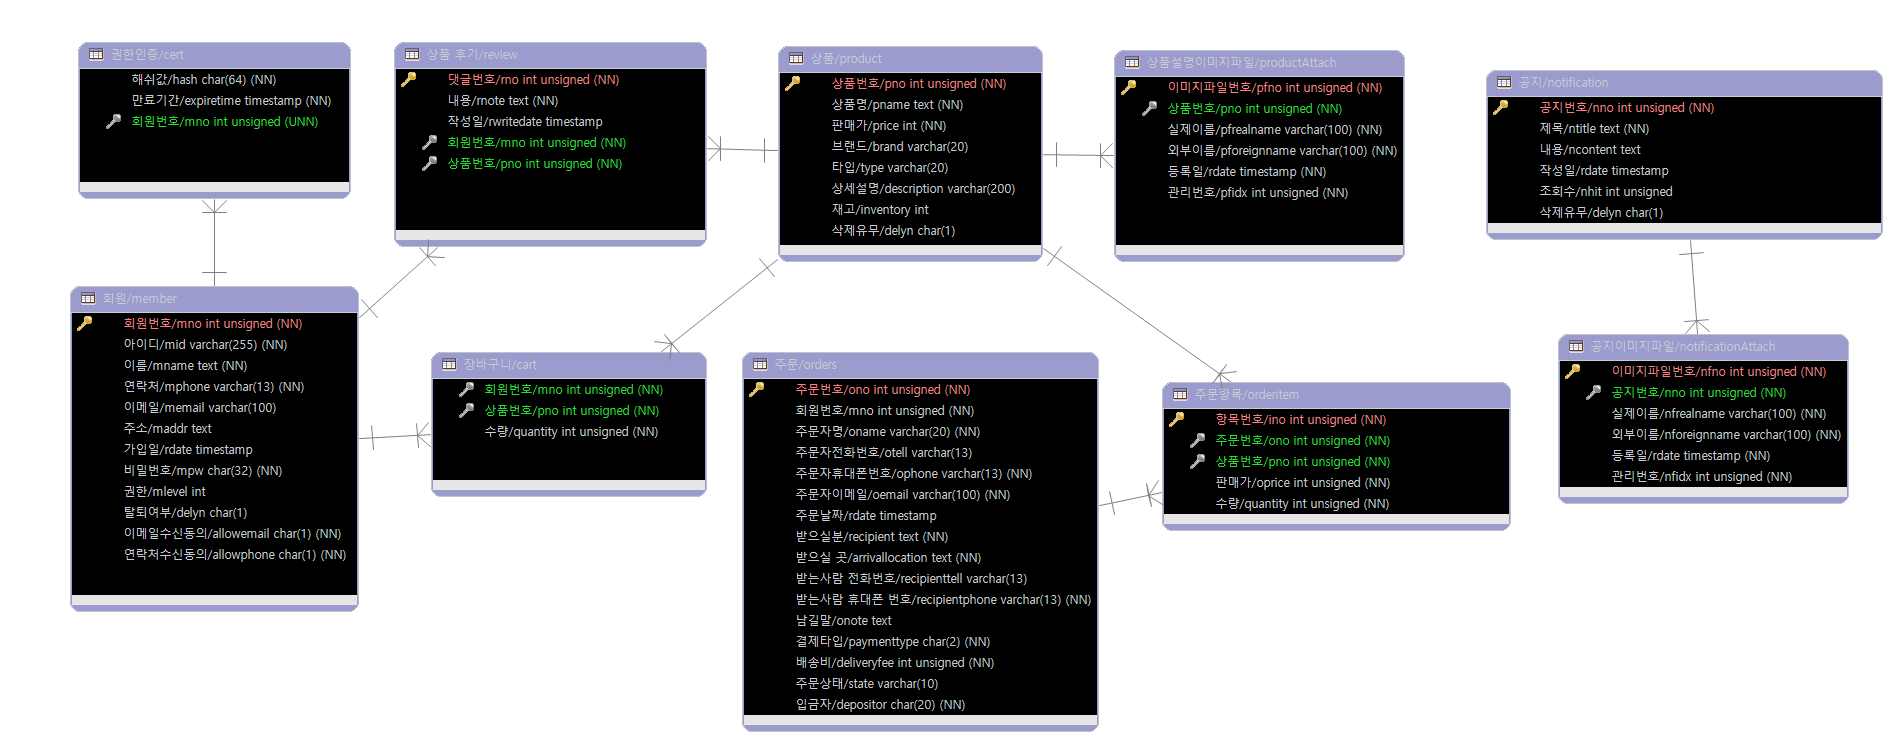 권한인증/cert
해쉬값/hash char(64) (NN)
만료기간/expiretime timestamp (NN)
회원번호/mno int unsigned (UNN)
상품 후기/review
댓글번호/rno int unsigned (NN)
내용/rnote text (NN)
작성일/rwritedate timestamp
회원번호/mno int unsigned (NN)
상품번호/pno int unsigned (NN)
상품/product
상품번호/pno int unsigned (NN)
상품명/pname text (NN)
판매가/price int (NN)
브랜드/brand varchar(20)
타입/type varchar(20)
상세설명/description varchar(200)
재고/inventory int
삭제유무/delyn char(1)
상품설명이미지파일/productAttach
이미지파일번호/pfno int unsigned (NN)
상품번호/pno int unsigned (NN)
실제이름/pfrealname varchar(100) (NN)
외부이름/pforeignname varchar(100) (NN)
등록일/rdate timestamp (NN)
관리번호/pfidx int unsigned (NN)
공지/notification
공지번호/nno int unsigned (NN)
제목/ntitle text (NN)
내용/ncontent text
작성일/rdate timestamp
조회수/nhit int unsigned
삭제유무/delyn char(1)
회원/member
회원번호/mno int unsigned (NN)
아이디/mid varchar(255) (NN)
이름/mname text (NN)
연락처/mphone varchar(13) (NN)
이메일/memail varchar(100)
주소/maddr text
가입일/rdate timestamp
비밀번호/mpw char(32) (NN)
권한/mlevel int
탈퇴여부/delyn char(1)
이메일수신동의/allowemail char(1) (NN)
연락처수신동의/allowphone char(1) (NN)
장바구니/cart
회원번호/mno int unsigned (NN)
상품번호/pno int unsigned (NN)
수량/quantity int unsigned (NN)
주문/orders
주문번호/ono int unsigned (NN)
회원번호/mno int unsigned (NN)
주문자명/oname varchar(20) (NN)
주문자전화번호/otell varchar(13)
주문자휴대폰번호/ophone varchar(13) (NN)
주문자이메일/oemail varchar(100) (NN)
주문날짜/rdate timestamp
받으실분/recipient text (NN)
받으실 곳/arrivallocation text (NN)
받는사람 전화번호/recipienttell varchar(13)
받는사람 휴대폰 번호/recipientphone varchar(13) (NN)
남길말/onote text
결제타입/paymenttype char(2) (NN)
배송비/deliveryfee int unsigned (NN)
주문상태/state varchar(10)
입금자/depositor char(20) (NN)
주문항목/orderitem
항목번호/ino int unsigned (NN)
주문번호/ono int unsigned (NN)
상품번호/pno int unsigned (NN)
판매가/oprice int unsigned (NN)
수량/quantity int unsigned (NN)
공지이미지파일/notificationAttach
이미지파일번호/nfno int unsigned (NN)
공지번호/nno int unsigned (NN)
실제이름/nfrealname varchar(100) (NN)
외부이름/nforeignname varchar(100) (NN)
등록일/rdate timestamp (NN)
관리번호/nfidx int unsigned (NN)